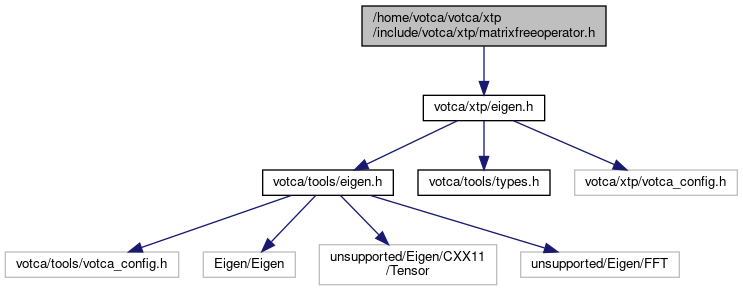 /home/votca/votca/xtp
/include/votca/xtp/matrixfreeoperator.h
votca/xtp/eigen.h
votca/tools/eigen.h
votca/tools/types.h
votca/xtp/votca_config.h
votca/tools/votca_config.h
Eigen/Eigen
unsupported/Eigen/CXX11
/Tensor
unsupported/Eigen/FFT